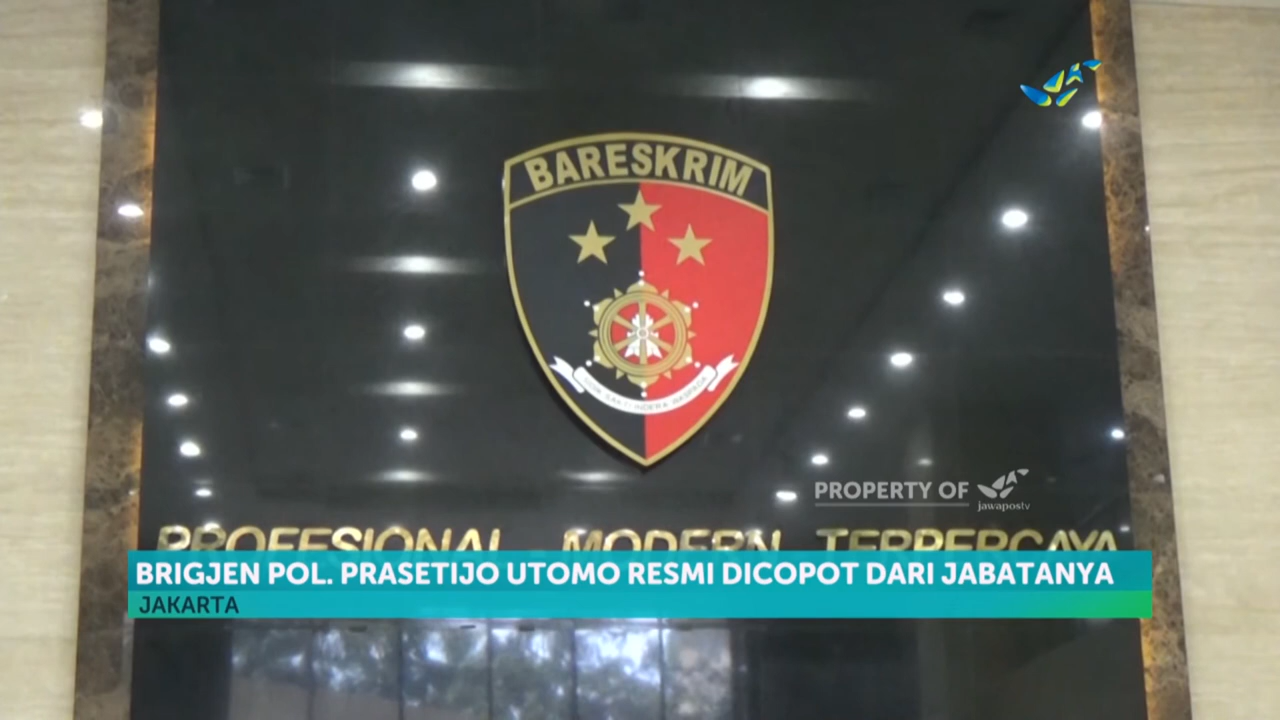 BARESKRIM
PROPERTY OF jawapostv
PROFESIONAL MODERN TERPERCAYA
BRIGJEN POL. PRASETIJO UTOMO RESMI DICOPOT DARI JABATANYA
JAKARTA